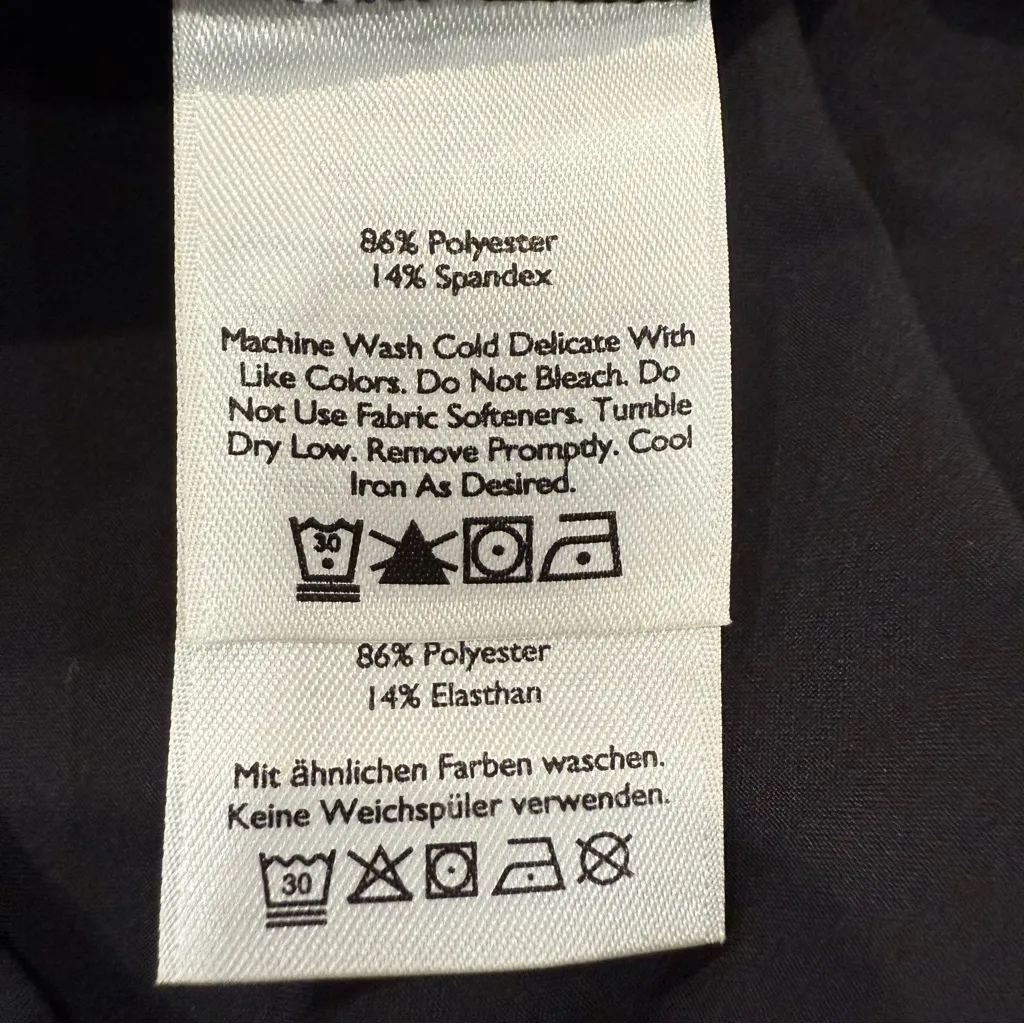 86% Polyester
14% Spandex
Machine Wash Cold Delicate With
Like Colors. Do Not Bleach. Do
Not Use Fabric Softeners. Tumble
Dry Low. Remove Promptly. Cool
Iron As Desired.
30
86% Polyester
14% Elasthan
Mit ähnlichen Farben waschen.
Keine Weichspüler verwenden.
30